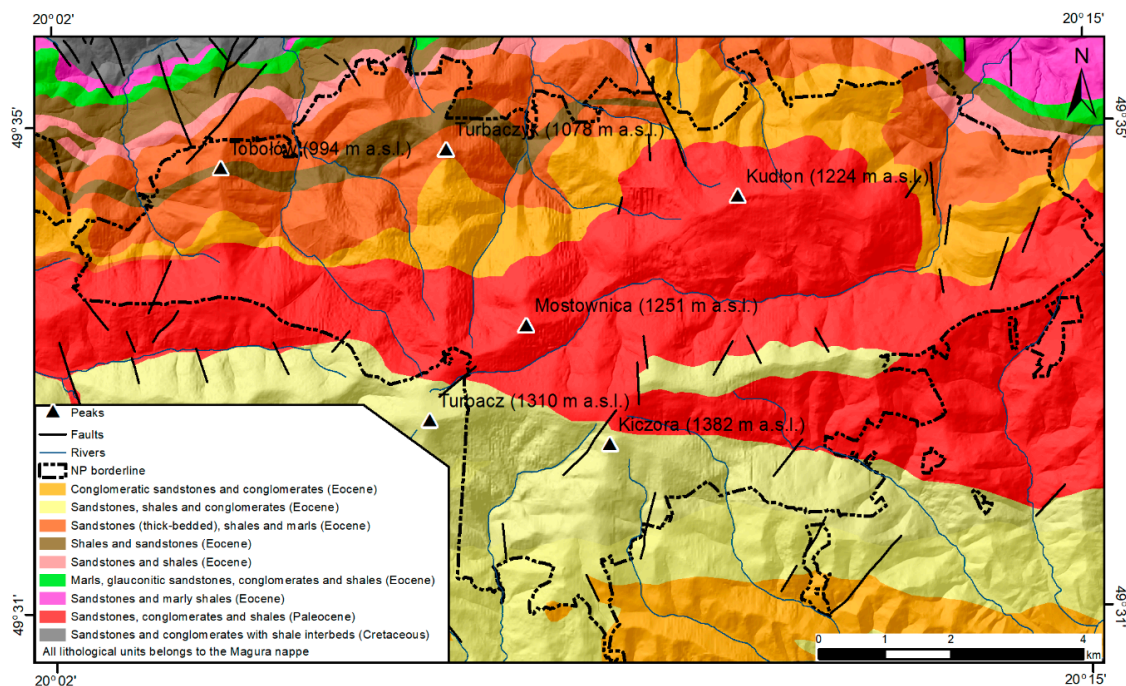 20° 02'
20° 15'
N
49°35'
49°35'
Turbaczyk (1078 m a.s.l.)
Tobołów (994 m a.s.l.)
Kudłon (1224 m a.s.l.)
Mostownica (1251 m a.s.l.)
Turbacz (1310 m a.s.l.)
Kiczora (1382 m a.s.l.)
Peaks
Faults
Rivers
NP borderline
Conglomeratic sandstones and conglomerates (Eocene)
Sandstones, shales and conglomerates (Eocene)
Sandstones (thick-bedded), shales and marls (Eocene)
Shales and sandstones (Eocene)
Sandstones and shales (Eocene)
Marls, glauconitic sandstones, conglomerates and shales (Eocene)
Sandstones and marly shales (Eocene)
Sandstones, conglomerates and shales (Paleocene)
Sandstones and conglomerates with shale interbeds (Cretaceous)
All lithological units belongs to the Magura nappe
49°31'
49°31'
0 1 2 4
km
20° 02'
20° 15'